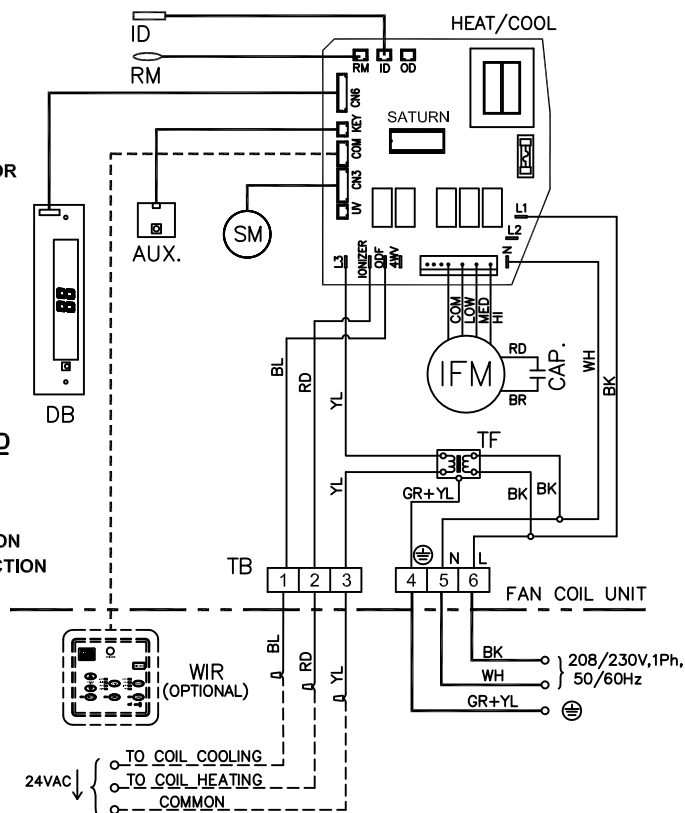 HEAT/COOL
ID
RM
RM ID OD
CN6
KEY
COM
CN3
UV
SATURN
OR
AUX.
SM
L1
L2
N
L3
IONIZER
ODF
4WV
COM
LOW
MED
HI
88
DB
BL
RD
YL
IFM
RD
BR
CAP.
WH
BK
D
TF
YL
GR+YL
BK
BK
ON
CTION
TB
1 2 3
N L
4 5 6
FAN COIL UNIT
BL
RD
YL
WIR
(OPTIONAL)
BK
WH
GR+YL
208/230V,1Ph,
50/60Hz
24VAC
TO COIL COOLING
TO COIL HEATING
COMMON